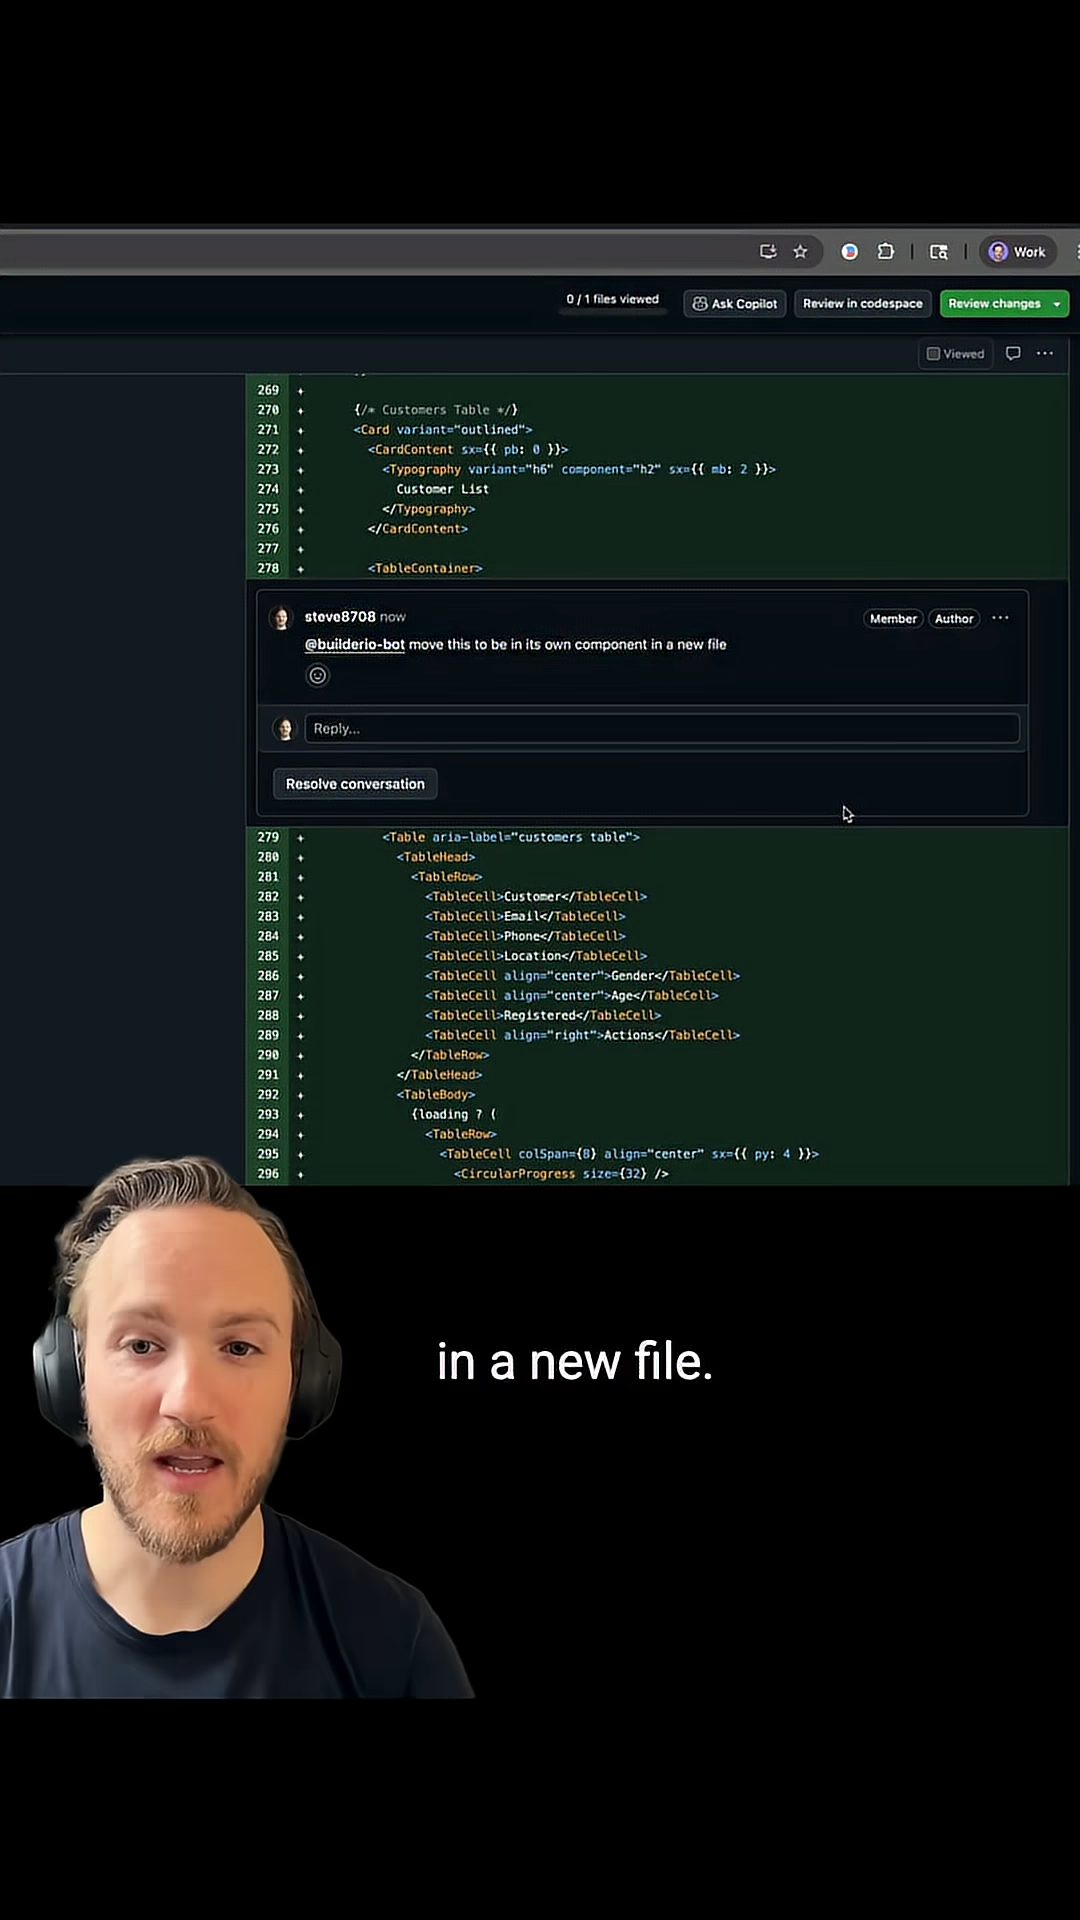 Work
0 / 1 files viewed
Ask Copilot
Review in codespace
Review changes
Viewed
269 +
270 + {/* Customers Table */}
271 + <Card variant="outlined">
272 + <CardContent sx={{ pb: 0 }}>
273 + <Typography variant="h6" component="h2" sx={{ mb: 2 }}>
274 + Customer List
275 + </Typography>
276 + </CardContent>
277 +
278 + <TableContainer>
steve8708 now
Member
Author
@builderio-bot move this to be in its own component in a new file
Reply...
Resolve conversation
279 + <Table aria-label="customers table">
280 + <TableHead>
281 + <TableRow>
282 + <TableCell>Customer</TableCell>
283 + <TableCell>Email</TableCell>
284 + <TableCell>Phone</TableCell>
285 + <TableCell>Location</TableCell>
286 + <TableCell align="center">Gender</TableCell>
287 + <TableCell align="center">Age</TableCell>
288 + <TableCell>Registered</TableCell>
289 + <TableCell align="right">Actions</TableCell>
290 + </TableRow>
291 + </TableHead>
292 + <TableBody>
293 + {loading ? (
294 + <TableRow>
295 + <TableCell colSpan={8} align="center" sx={{ py: 4 }}>
296 + <CircularProgress size={32} />
in a new file.